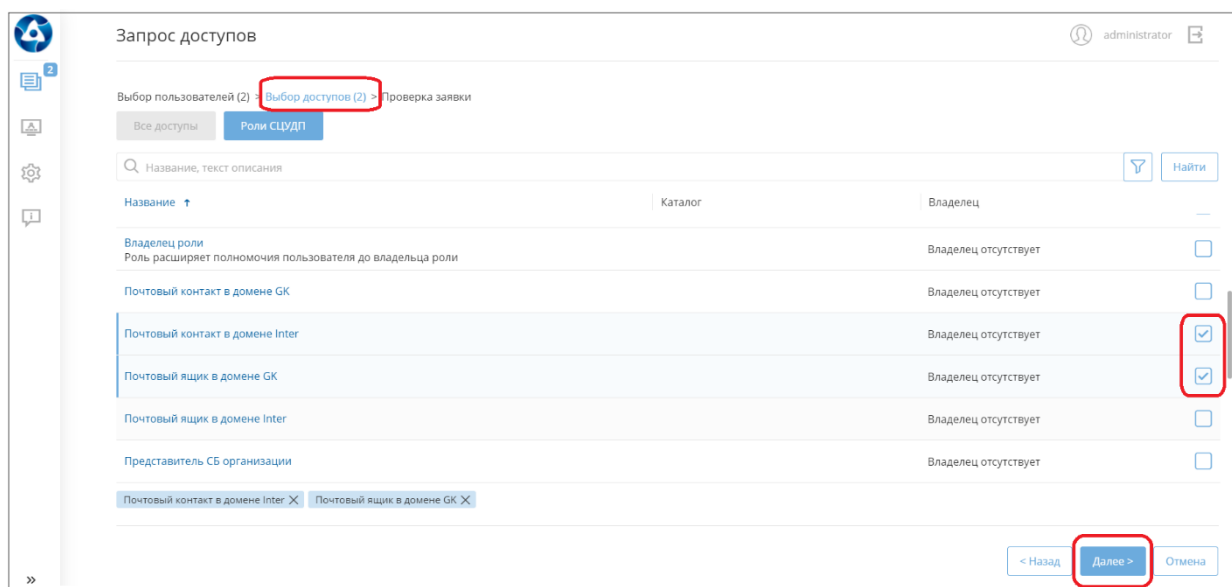 Запрос доступов
administrator
2
Выбор пользователей (2) > Выбор доступов (2) > Проверка заявки
Все доступы Роли СЦУДП
Название, текст описания Найти
Название ↑ Каталог Владелец
Владелец роли
Роль расширяет полномочия пользователя до владельца роли Владелец отсутствует
Почтовый контакт в домене GK Владелец отсутствует
Почтовый контакт в домене Inter Владелец отсутствует
Почтовый ящик в домене GK Владелец отсутствует
Почтовый ящик в домене Inter Владелец отсутствует
Представитель СБ организации Владелец отсутствует
Почтовый контакт в домене Inter X Почтовый ящик в домене GK X
< Назад Далее > Отмена
»